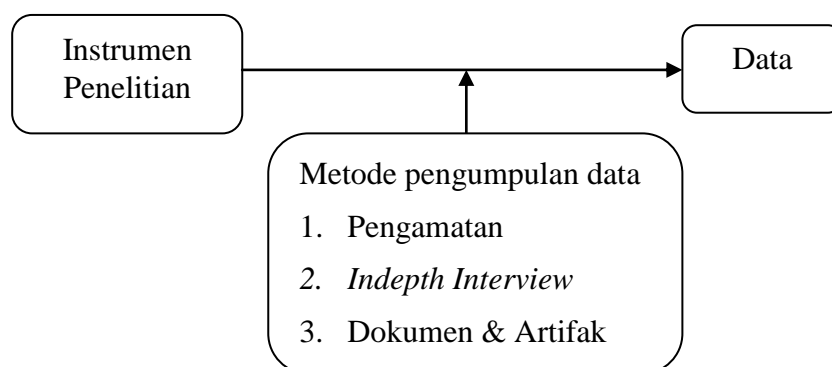 Instrumen
Penelitian
Data
Metode pengumpulan data
1. Pengamatan
2. Indepth Interview
3. Dokumen & Artifak